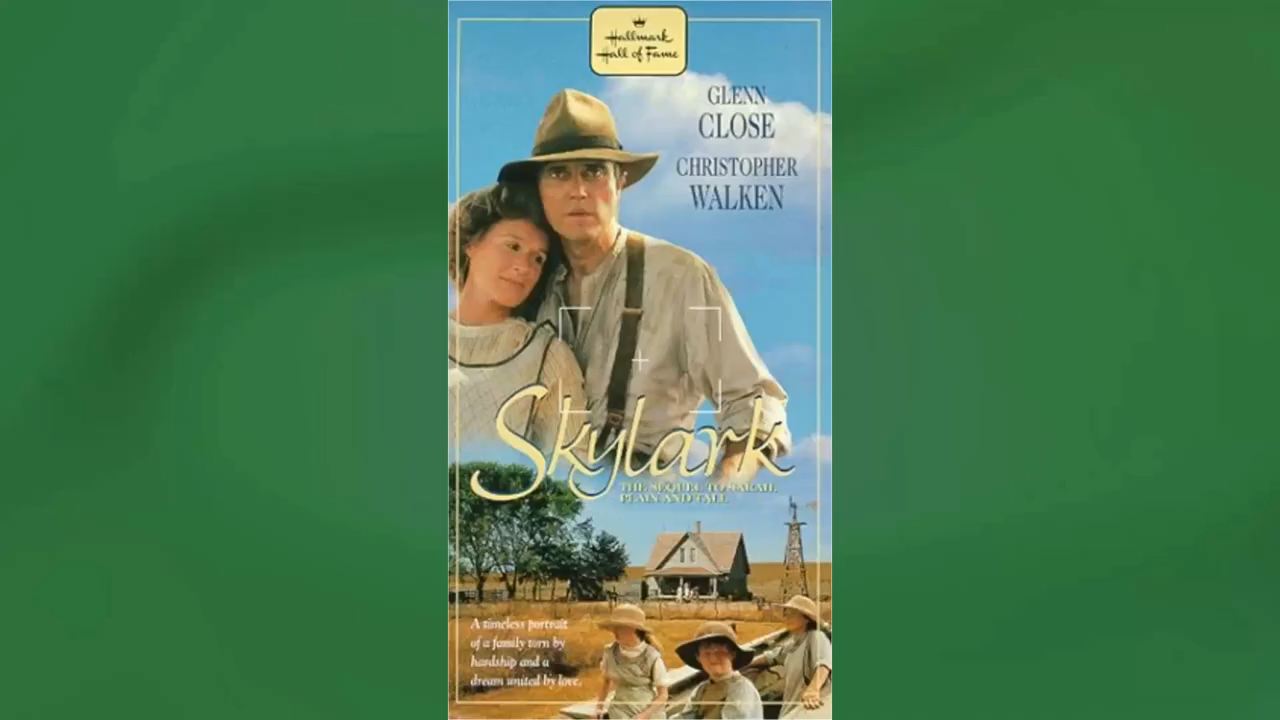 Hallmark
Hall of Fame
GLENN
CLOSE
CHRISTOPHER
WALKEN
Skylark
THE SEQUEL TO SARAH,
PLAIN AND TALL
A timeless portrait
of a family torn by
hardship and a
dream united by love.